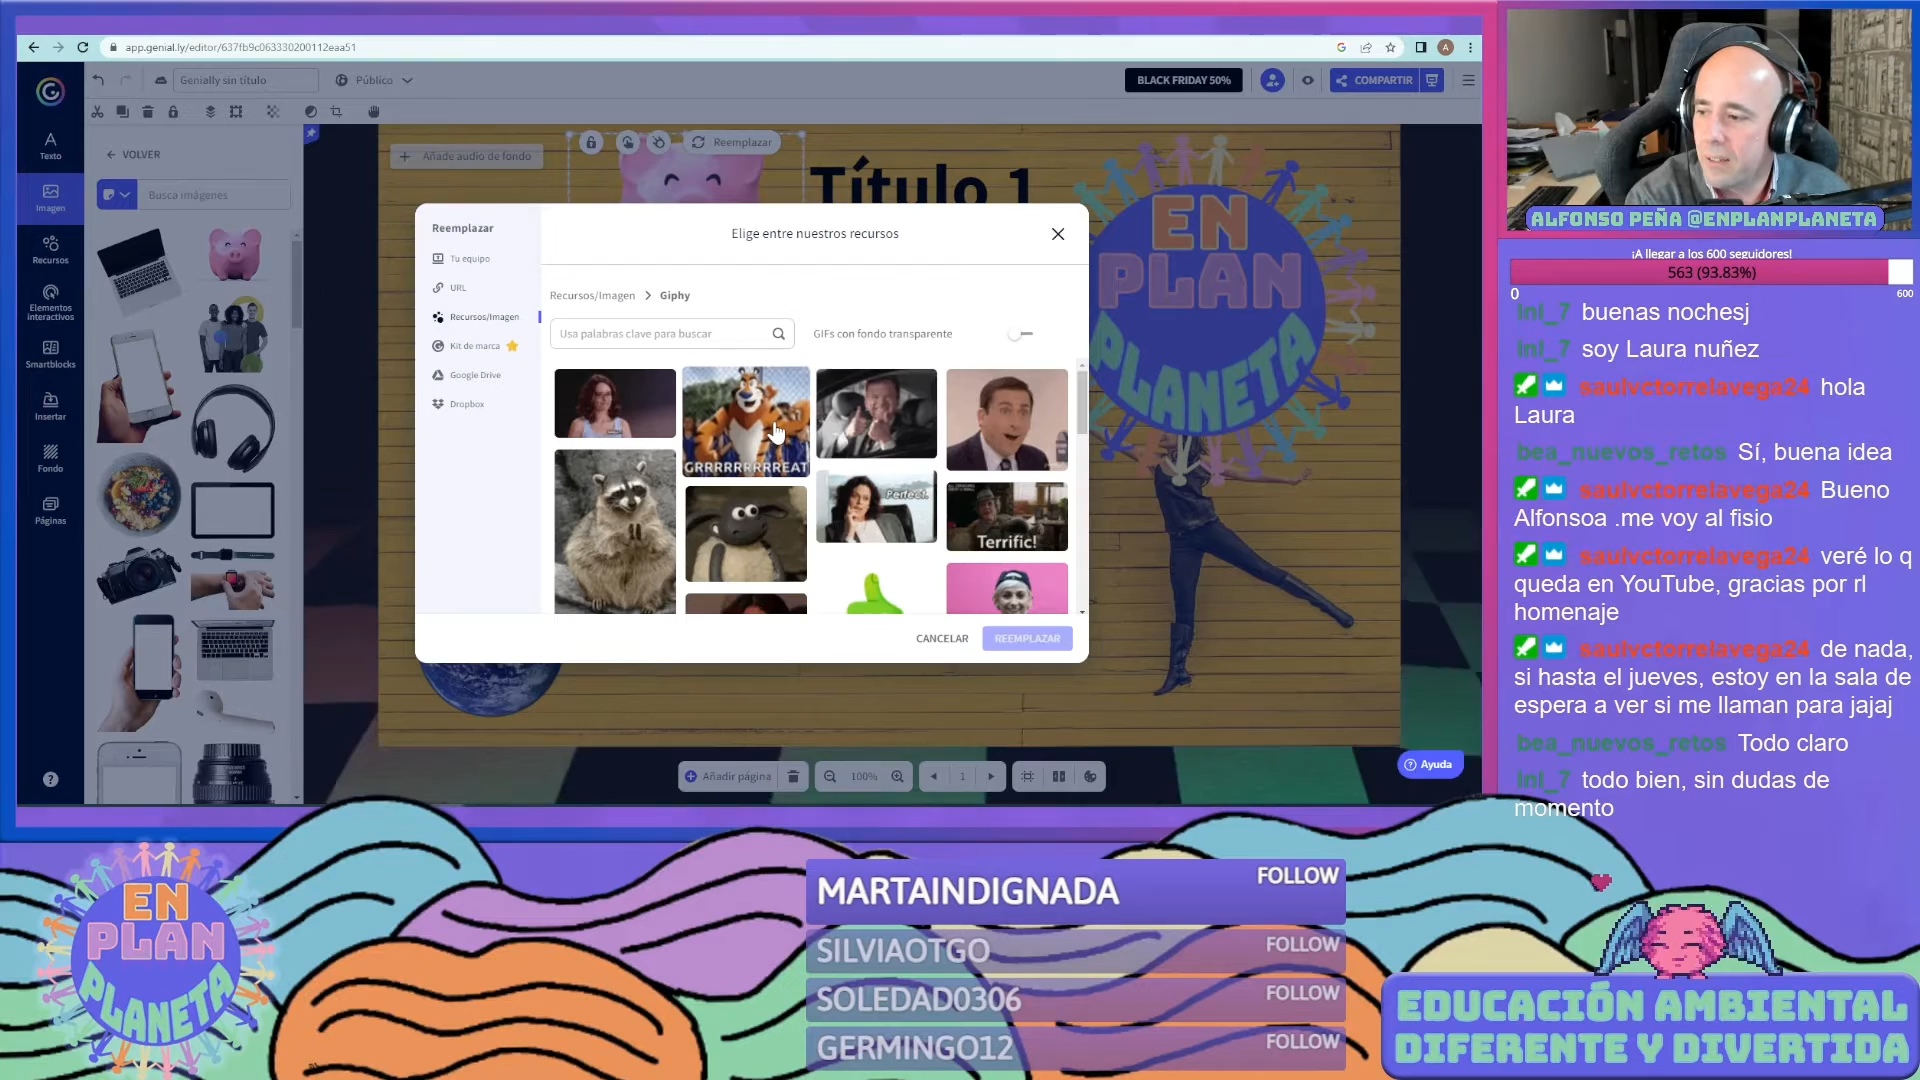 app.genial.ly/editor/637fb9c063330200112eaa51
Genially sin título
Público
BLACK FRIDAY 50%
COMPARTIR
Texto
Imagen
Recursos
Elementos
interactivos
Smartblocks
Insertar
Fondo
Páginas
VOLVER
Busca imágenes
Añade audio de fondo
Reemplazar
Título 1
EN
PLAN
PLANETA
Reemplazar
Tu equipo
URL
Recursos/Imagen
Kit de marca
Google Drive
Dropbox
Elige entre nuestros recursos
Recursos/Imagen > Giphy
Usa palabras clave para buscar
GIFs con fondo transparente
GRRRRRRRREAT
Perfect.
Terrific!
CANCELAR
REEMPLAZAR
Añadir página
100%
1
Ayuda
ALFONSO PEÑA @ENPLANPLANETA
¡A llegar a los 600 seguidores!
563 (93.83%)
0
600
lnl_7 buenas nochesj
lnl_7 soy Laura nuñez
saulvctorrelavega24 hola
Laura
bea_nuevos_retos Sí, buena idea
saulvctorrelavega24 Bueno
Alfonsoa .me voy al fisio
saulvctorrelavega24 veré lo q
queda en YouTube, gracias por rl
homenaje
saulvctorrelavega24 de nada,
si hasta el jueves, estoy en la sala de
espera a ver si me llaman para jajaj
bea_nuevos_retos Todo claro
lnl_7 todo bien, sin dudas de
momento
EN
PLAN
PLANETA
MARTAINDIGNADA FOLLOW
SILVIAOTGO FOLLOW
SOLEDAD0306 FOLLOW
GERMINGO12 FOLLOW
EDUCACIÓN AMBIENTAL
DIFERENTE Y DIVERTIDA